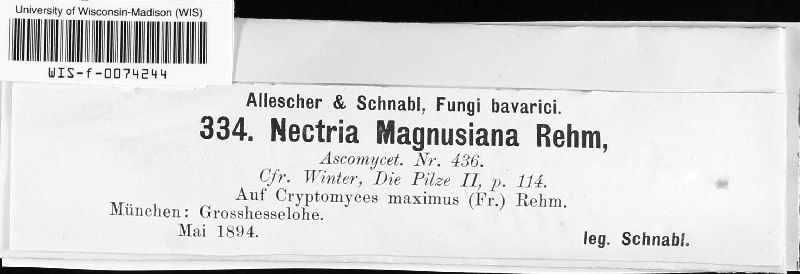 University of Wisconsin-Madison (WIS)
WIS-f-0074244
Allescher & Schnabl, Fungi bavarici.
334. Nectria Magnusiana Rehm,
Ascomycet. Nr. 436.
Cfr. Winter, Die Pilze II, p. 114.
Auf Cryptomyces maximus (Fr.) Rehm.
München: Grosshesselohe.
Mai 1894.
leg. Schnabl.